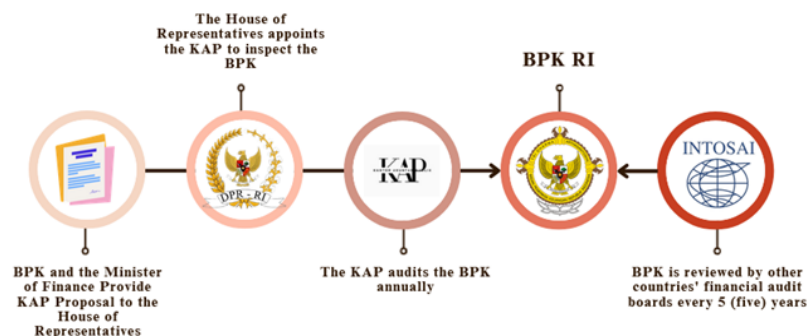 The House of
Representatives appoints
the KAP to inspect the
BPK
BPK RI
DPR - RI
KAP
INTOSAI
BPK and the Minister
of Finance Provide
KAP Proposal to the
House of
Representatives
The KAP audits the BPK
annually
BPK is reviewed by other
countries' financial audit
boards every 5 (five) years